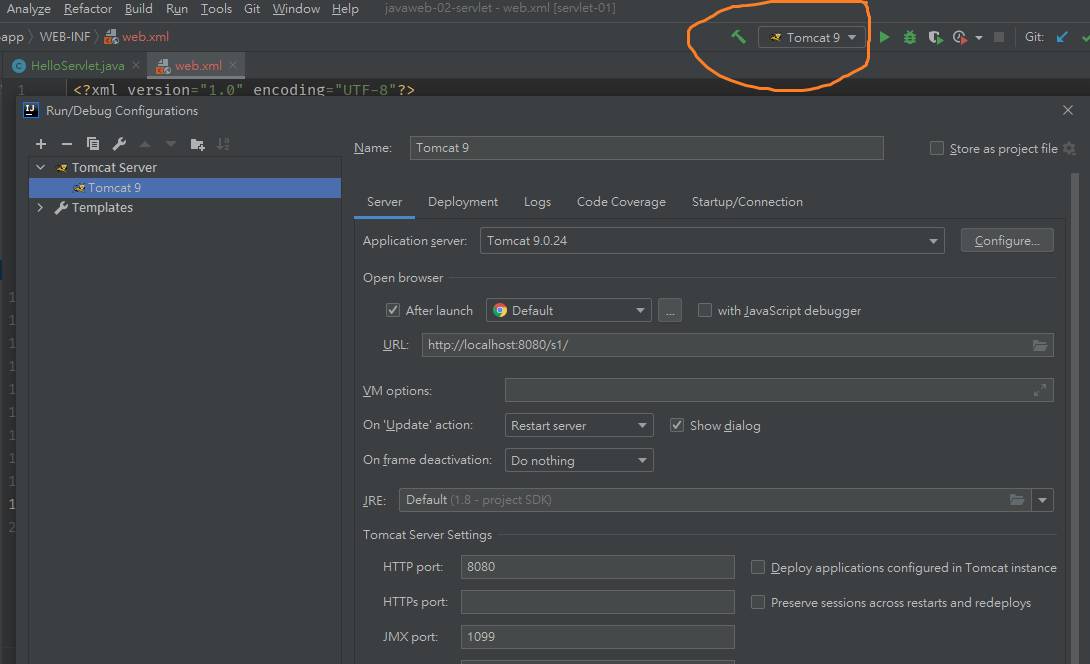 Analyze Refactor Build Run Tools Git Window Help javaweb-02-servlet - web.xml [servlet-01]
app WEB-INF web.xml Tomcat 9 Git:
HelloServlet.java web.xml
1 <?xml version="1.0" encoding="UTF-8"?>
Run/Debug Configurations
Name: Tomcat 9 Store as project file
Tomcat Server
Tomcat 9
Templates
Server Deployment Logs Code Coverage Startup/Connection
Application server: Tomcat 9.0.24 Configure...
Open browser
After launch Default ... with JavaScript debugger
URL: http://localhost:8080/s1/
VM options:
On 'Update' action: Restart server Show dialog
On frame deactivation: Do nothing
JRE: Default (1.8 - project SDK)
Tomcat Server Settings
HTTP port: 8080 Deploy applications configured in Tomcat instance
HTTPs port: Preserve sessions across restarts and redeploys
JMX port: 1099